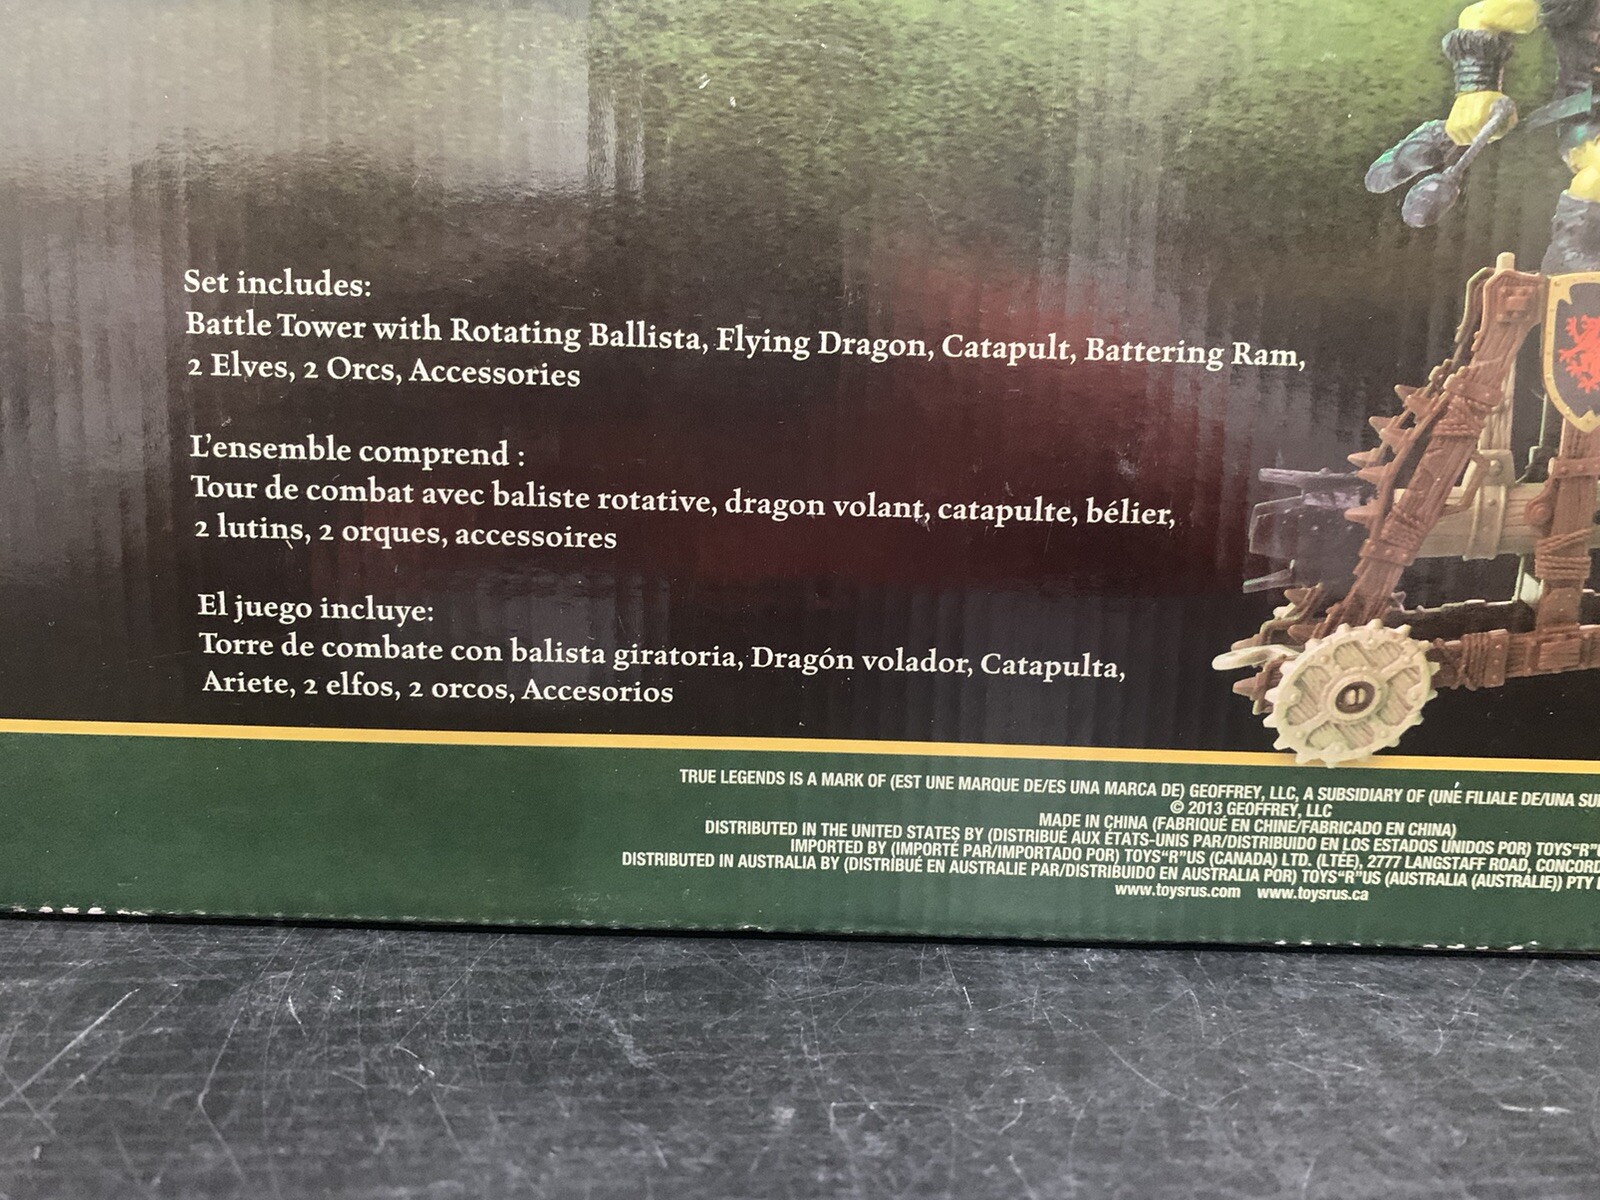 Set includes:
Battle Tower with Rotating Ballista, Flying Dragon, Catapult, Battering Ram,
2 Elves, 2 Orcs, Accessories
L'ensemble comprend :
Tour de combat avec baliste rotative, dragon volant, catapulte, bélier,
2 lutins, 2 orques, accessoires
El juego incluye:
Torre de combate con balista giratoria, Dragón volador, Catapulta,
Ariete, 2 elfos, 2 orcos, Accesorios
TRUE LEGENDS IS A MARK OF (EST UNE MARQUE DE/ES UNA MARCA DE) GEOFFREY, LLC, A SUBSIDIARY OF (UNE FILIALE DE/UNA
© 2013 GEOFFREY, LLC
MADE IN CHINA (FABRIQUÉ EN CHINE/FABRICADO EN CHINA)
DISTRIBUTED IN THE UNITED STATES BY (DISTRIBUÉ AUX ÉTATS-UNIS PAR/DISTRIBUIDO EN LOS ESTADOS UNIDOS POR) TOYS"R"
IMPORTED BY (IMPORTÉ PAR/IMPORTADO POR) TOYS"R"US (CANADA) LTD. (LTÉE), 2777 LANGSTAFF ROAD, CONCORD
DISTRIBUTED IN AUSTRALIA BY (DISTRIBUÉ EN AUSTRALIE PAR/DISTRIBUIDO EN AUSTRALIA POR) TOYS"R"US (AUSTRALIA (AUSTRALIE)) PTY
www.toysrus.com www.toysrus.ca